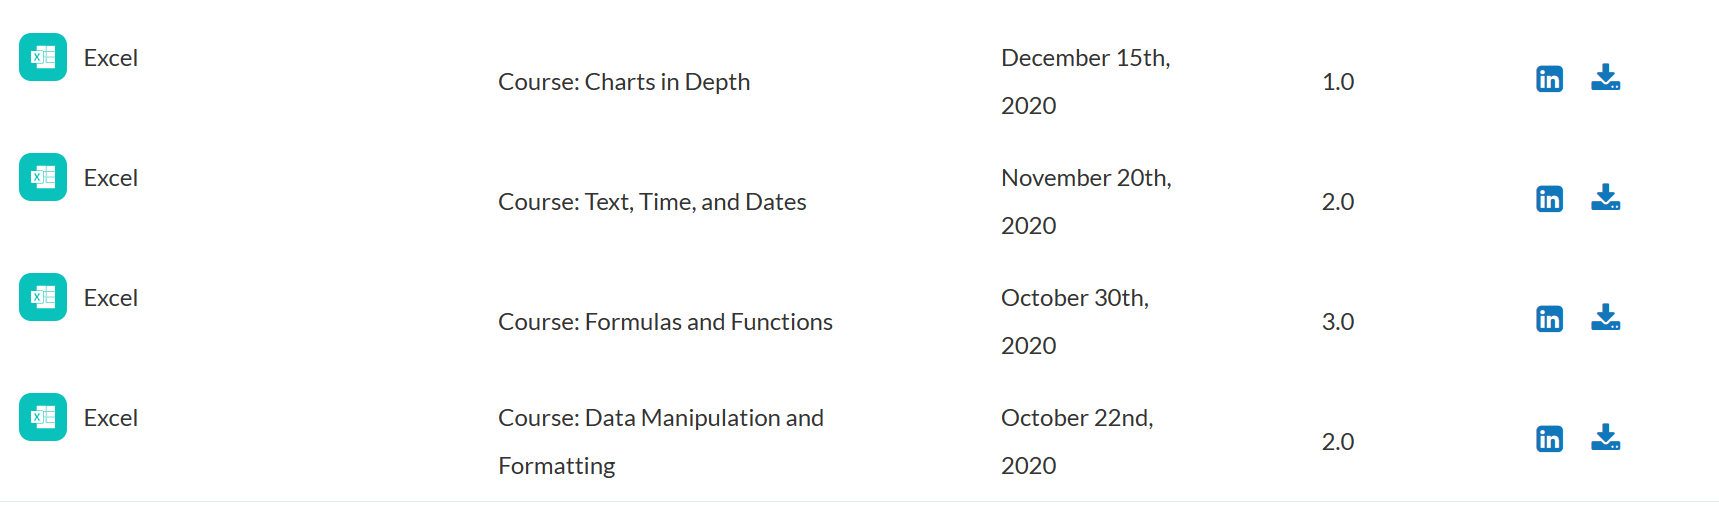 Excel
Course: Charts in Depth
December 15th,
2020
1.0
Excel
Course: Text, Time, and Dates
November 20th,
2020
2.0
Excel
Course: Formulas and Functions
October 30th,
2020
3.0
Excel
Course: Data Manipulation and
Formatting
October 22nd,
2020
2.0